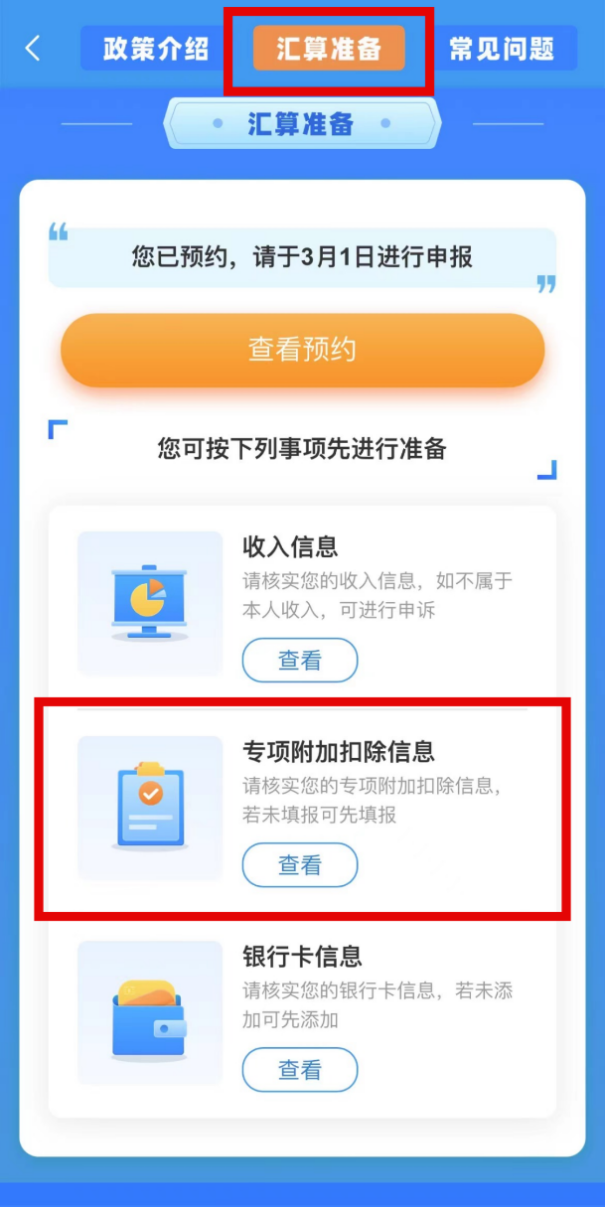 政策介绍 汇算准备 常见问题
汇算准备
您已预约，请于3月1日进行申报
查看预约
您可按下列事项先进行准备
收入信息
请核实您的收入信息，如不属于
本人收入，可进行申诉
查看
专项附加扣除信息
请核实您的专项附加扣除信息，
若未填报可先填报
查看
银行卡信息
请核实您的银行卡信息，若未添
加可先添加
查看